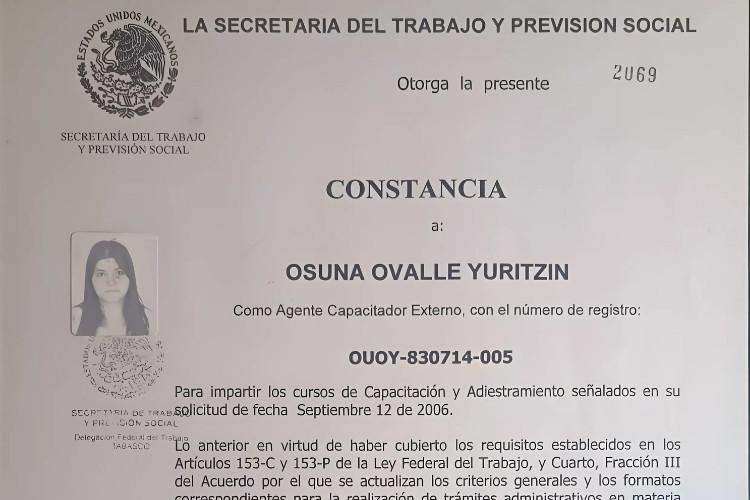 LA SECRETARIA DEL TRABAJO Y PREVISION SOCIAL
ESTADOS UNIDOS MEXICANOS
Otorga la presente
2069
SECRETARÍA DEL TRABAJO
Y PREVISIÓN SOCIAL
CONSTANCIA
a:
OSUNA OVALLE YURITZIN
Como Agente Capacitador Externo, con el número de registro:
OUOY-830714-005
Para impartir los cursos de Capacitación y Adiestramiento señalados en su
solicitud de fecha Septiembre 12 de 2006.
SECRETARIA DE TRABAJO
Y PREVISIÓN SOCIAL
Delegación Federal del Trabajo
TABASCO
Lo anterior en virtud de haber cubierto los requisitos establecidos en los
Artículos 153-C y 153-P de la Ley Federal del Trabajo, y Cuarto, Fracción III
del Acuerdo por el que se actualizan los criterios generales y los formatos
correspondientes para la realización de trámites administrativos en materia